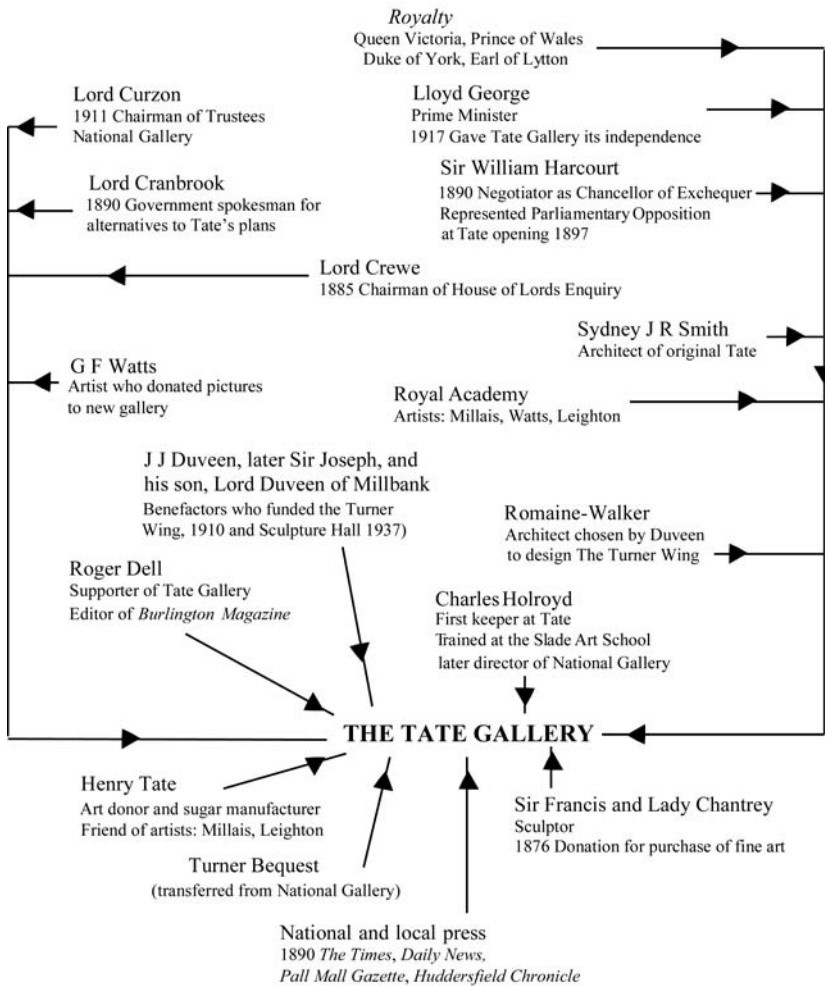 Royalty
Queen Victoria, Prince of Wales
Duke of York, Earl of Lytton
Lord Curzon
1911 Chairman of Trustees
National Gallery
Lloyd George
Prime Minister
1917 Gave Tate Gallery its independence
Lord Cranbrook
1890 Government spokesman for
alternatives to Tate's plans
Sir William Harcourt
1890 Negotiator as Chancellor of Exchequer
Represented Parliamentary Opposition
at Tate opening 1897
Lord Crewe
1885 Chairman of House of Lords Enquiry
Sydney J R Smith
Architect of original Tate
G F Watts
Artist who donated pictures
to new gallery
Royal Academy
Artists: Millais, Watts, Leighton
J J Duveen, later Sir Joseph, and
his son, Lord Duveen of Millbank
Benefactors who funded the Turner
Wing, 1910 and Sculpture Hall 1937)
Romaine-Walker
Architect chosen by Duveen
to design The Turner Wing
Roger Dell
Supporter of Tate Gallery
Editor of Burlington Magazine
Charles Holroyd
First keeper at Tate
Trained at the Slade Art School
later director of National Gallery
THE TATE GALLERY
Henry Tate
Art donor and sugar manufacturer
Friend of artists: Millais, Leighton
Sir Francis and Lady Chantrey
Sculptor
1876 Donation for purchase of fine art
Turner Bequest
(transferred from National Gallery)
National and local press
1890 The Times, Daily News,
Pall Mall Gazette, Huddersfield Chronicle